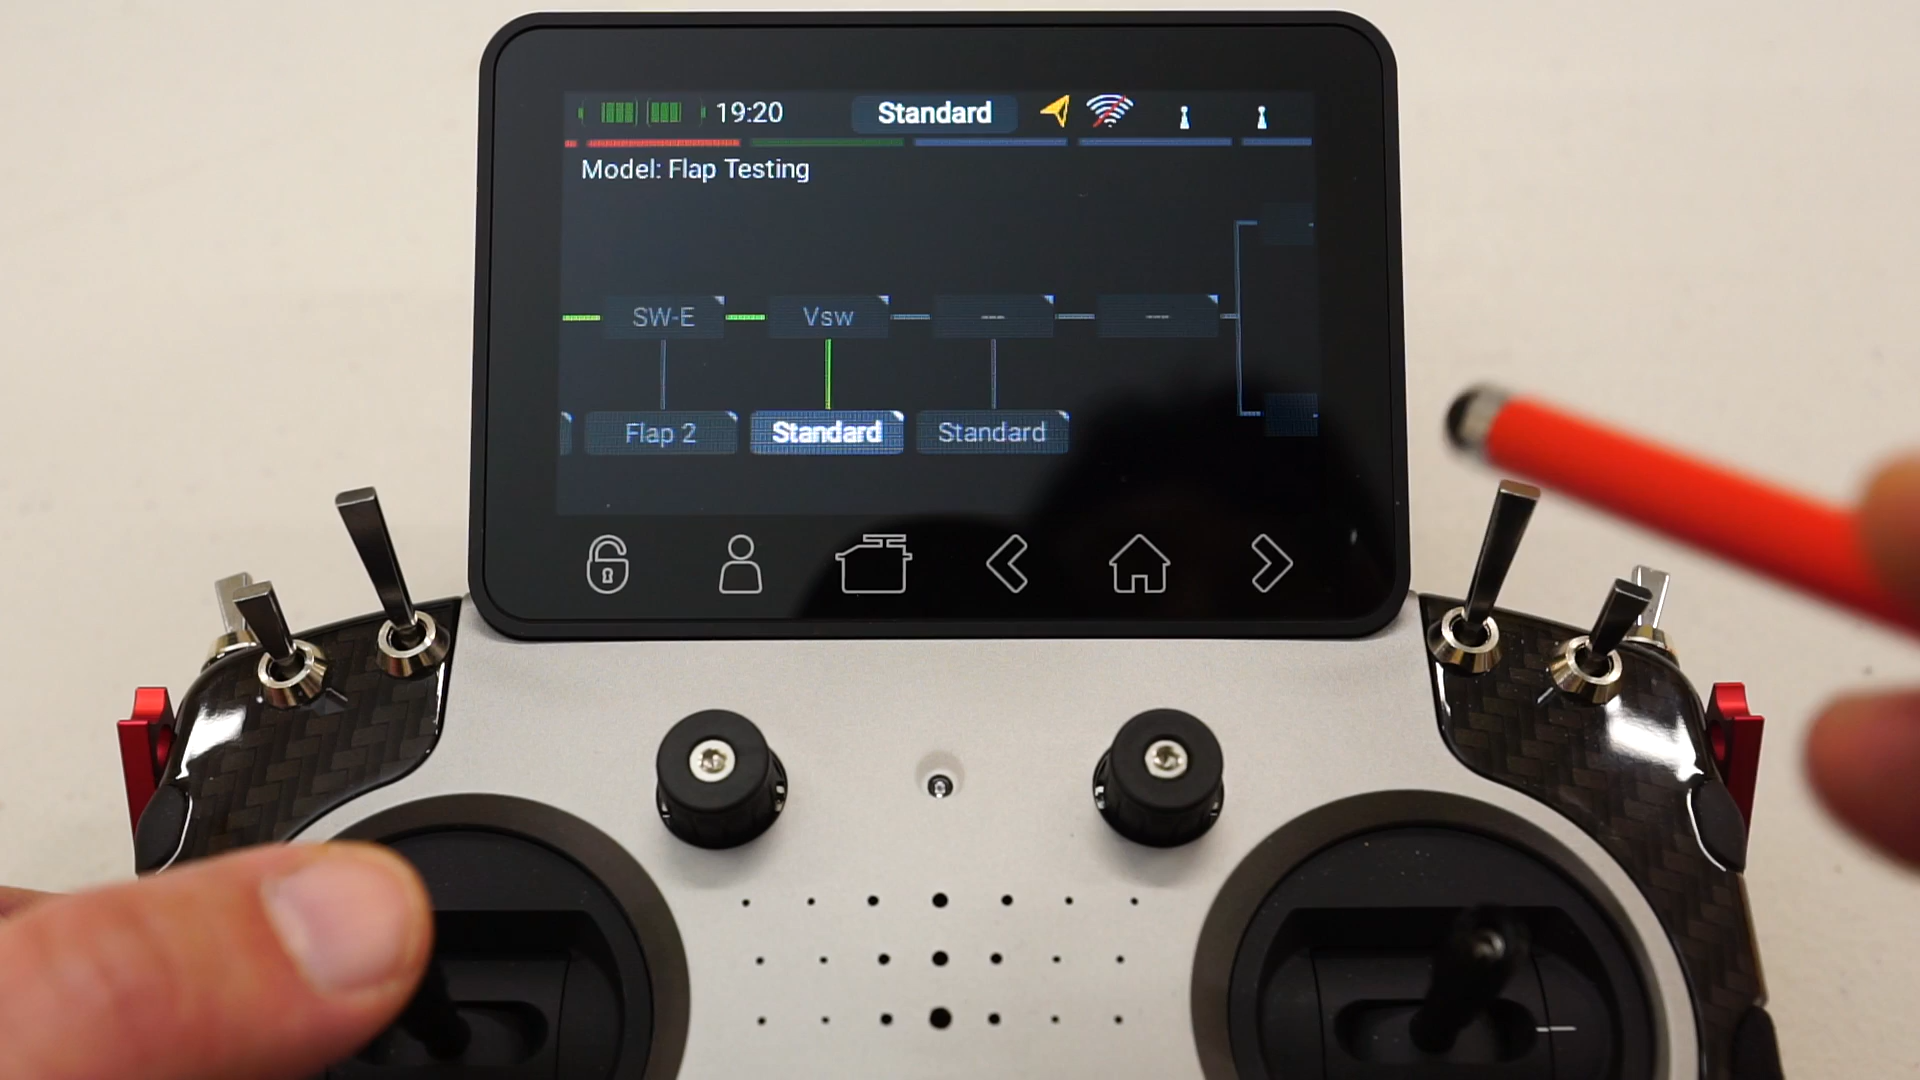 19:20 Standard
Model: Flap Testing
SW-E Vsw --- ---
Flap 2 Standard Standard